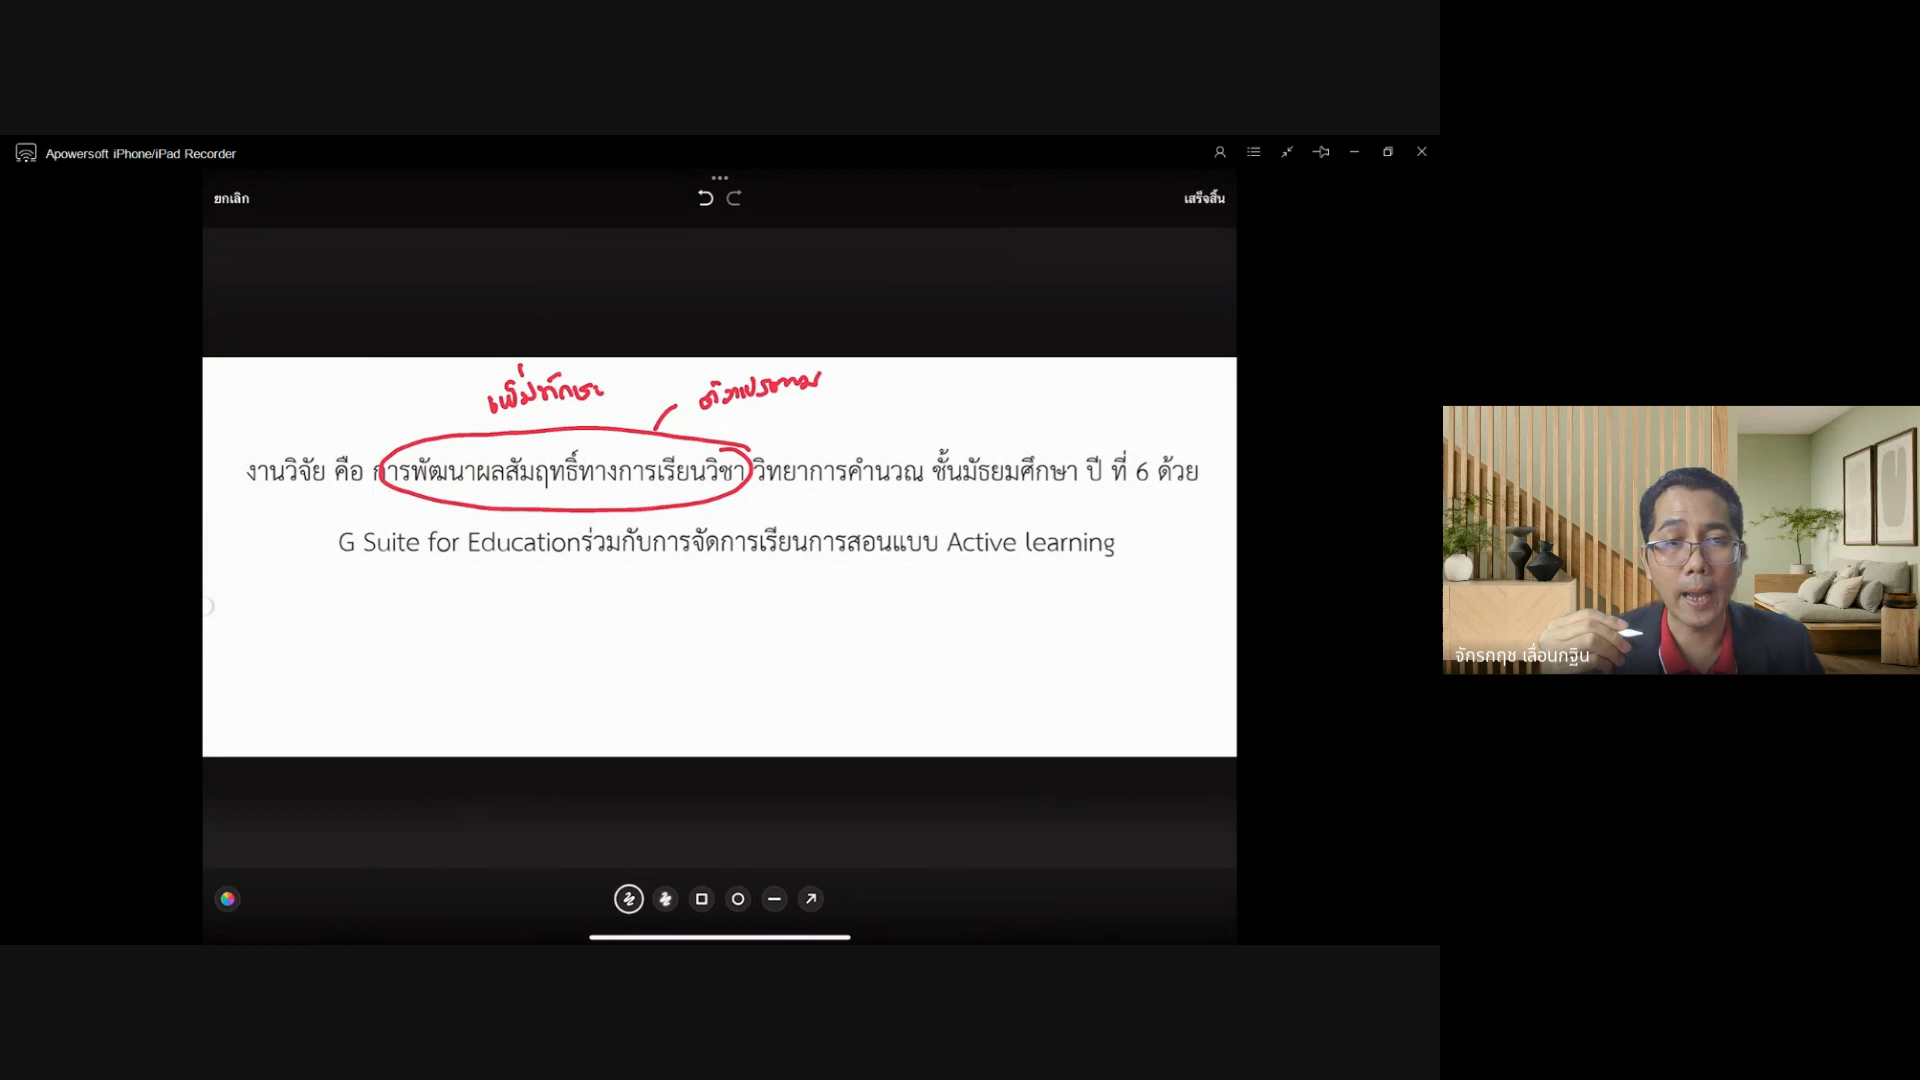 Apowersoft iPhone/iPad Recorder
ยกเลิก
เสร็จสิ้น
เพิ่มทักษะ
ตัวแปรตาม
งานวิจัย คือ การพัฒนาผลสัมฤทธิ์ทางการเรียนวิชา วิทยาการคำนวณ ชั้นมัธยมศึกษา ปี ที่ 6 ด้วย
G Suite for Educationร่วมกับการจัดการเรียนการสอนแบบ Active learning
จักรกฤช เลื่อนกฐิน